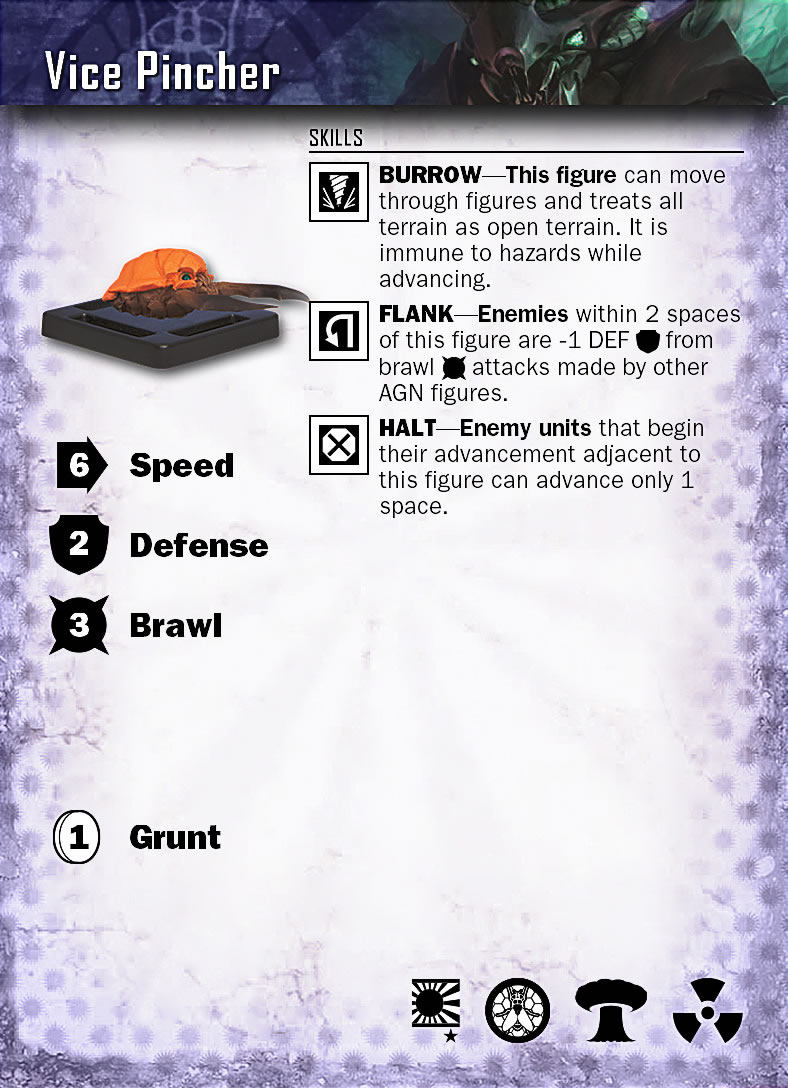 Vice Pincher
SKILLS
BURROW—This figure can move
through figures and treats all
terrain as open terrain. It is
immune to hazards while
advancing.
FLANK—Enemies within 2 spaces
of this figure are -1 DEF from
brawl attacks made by other
AGN figures.
HALT—Enemy units that begin
their advancement adjacent to
this figure can advance only 1
space.
6 Speed
2 Defense
3 Brawl
1 Grunt